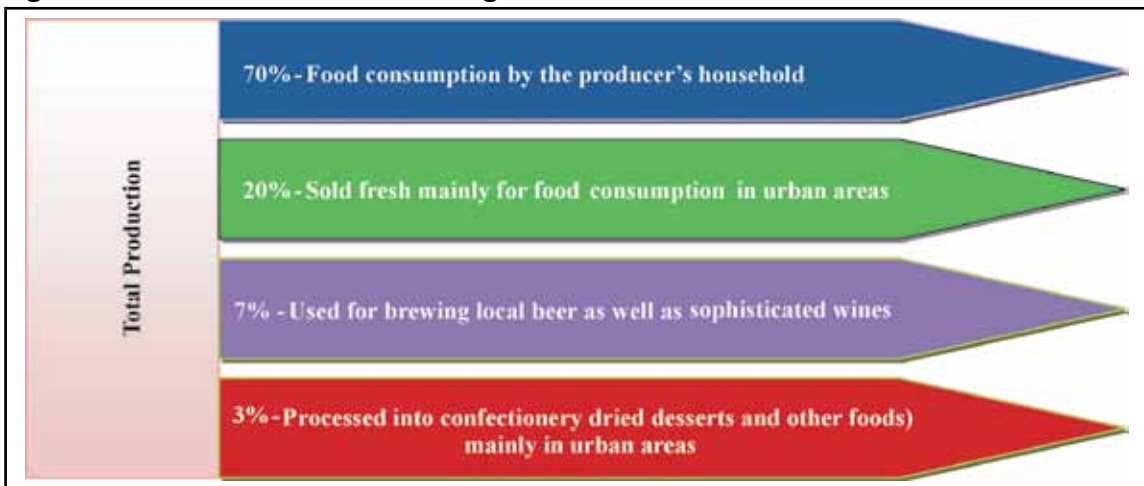 Total Production
70%-Food consumption by the producer's household
20%-Sold fresh mainly for food consumption in urban areas
7% -Used for brewing local beer as well as sophisticated wines
3%-Processed into confectionery dried desserts and other foods)
mainly in urban areas